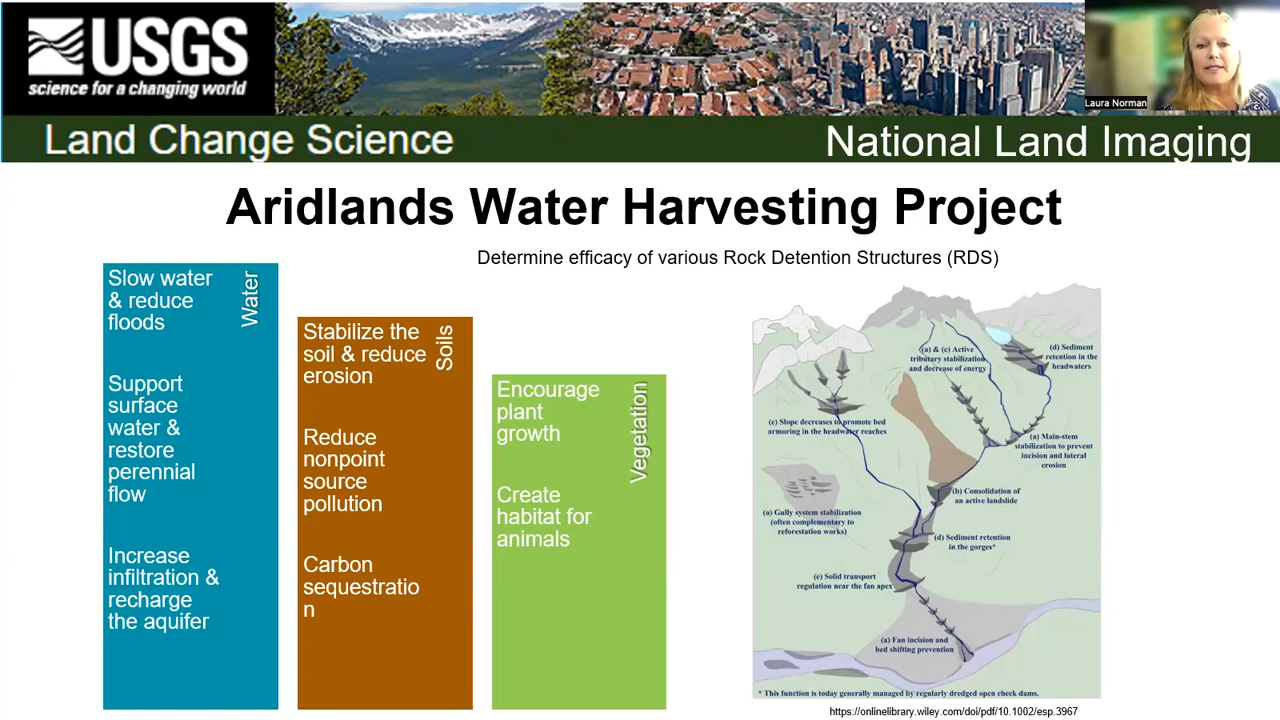 USGS
science for a changing world
Laura Norman
Land Change Science
National Land Imaging
Aridlands Water Harvesting Project
Determine efficacy of various Rock Detention Structures (RDS)
Water
Slow water
& reduce
floods
Support
surface
water &
restore
perennial
flow
Increase
infiltration &
recharge
the aquifer
Soils
Stabilize the
soil & reduce
erosion
Reduce
nonpoint
source
pollution
Carbon
sequestratio
n
Vegetation
Encourage
plant
growth
Create
habitat for
animals
(a) & (c) Active
tributary stabilization
and decrease of energy
(d) Sediment
retention in the
headwaters
(c) Slope decreases to promote bed
armoring in the headwater reaches
(a) Main-stem
stabilization to prevent
incision and lateral
erosion
(b) Consolidation of
an active landslide
(a) Gully system stabilization
(often complementary to
reforestation works)
(d) Sediment retention
in the gorges*
(e) Solid transport
regulation near the fan apex
(a) Fan incision and
bed shifting prevention
* This function is today generally managed by regularly dredged open check dams.
https://onlinelibrary.wiley.com/doi/pdf/10.1002/esp.3967